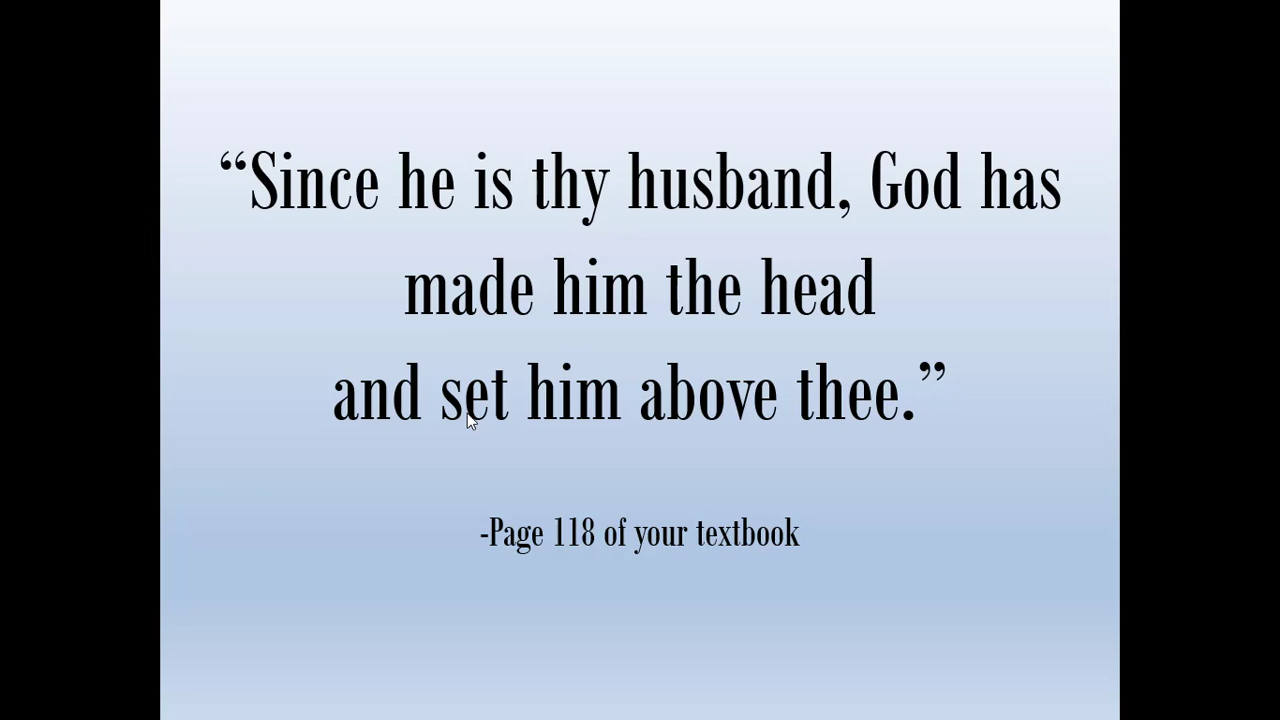 “Since he is thy husband, God has
made him the head
and set him above thee.”
-Page 118 of your textbook